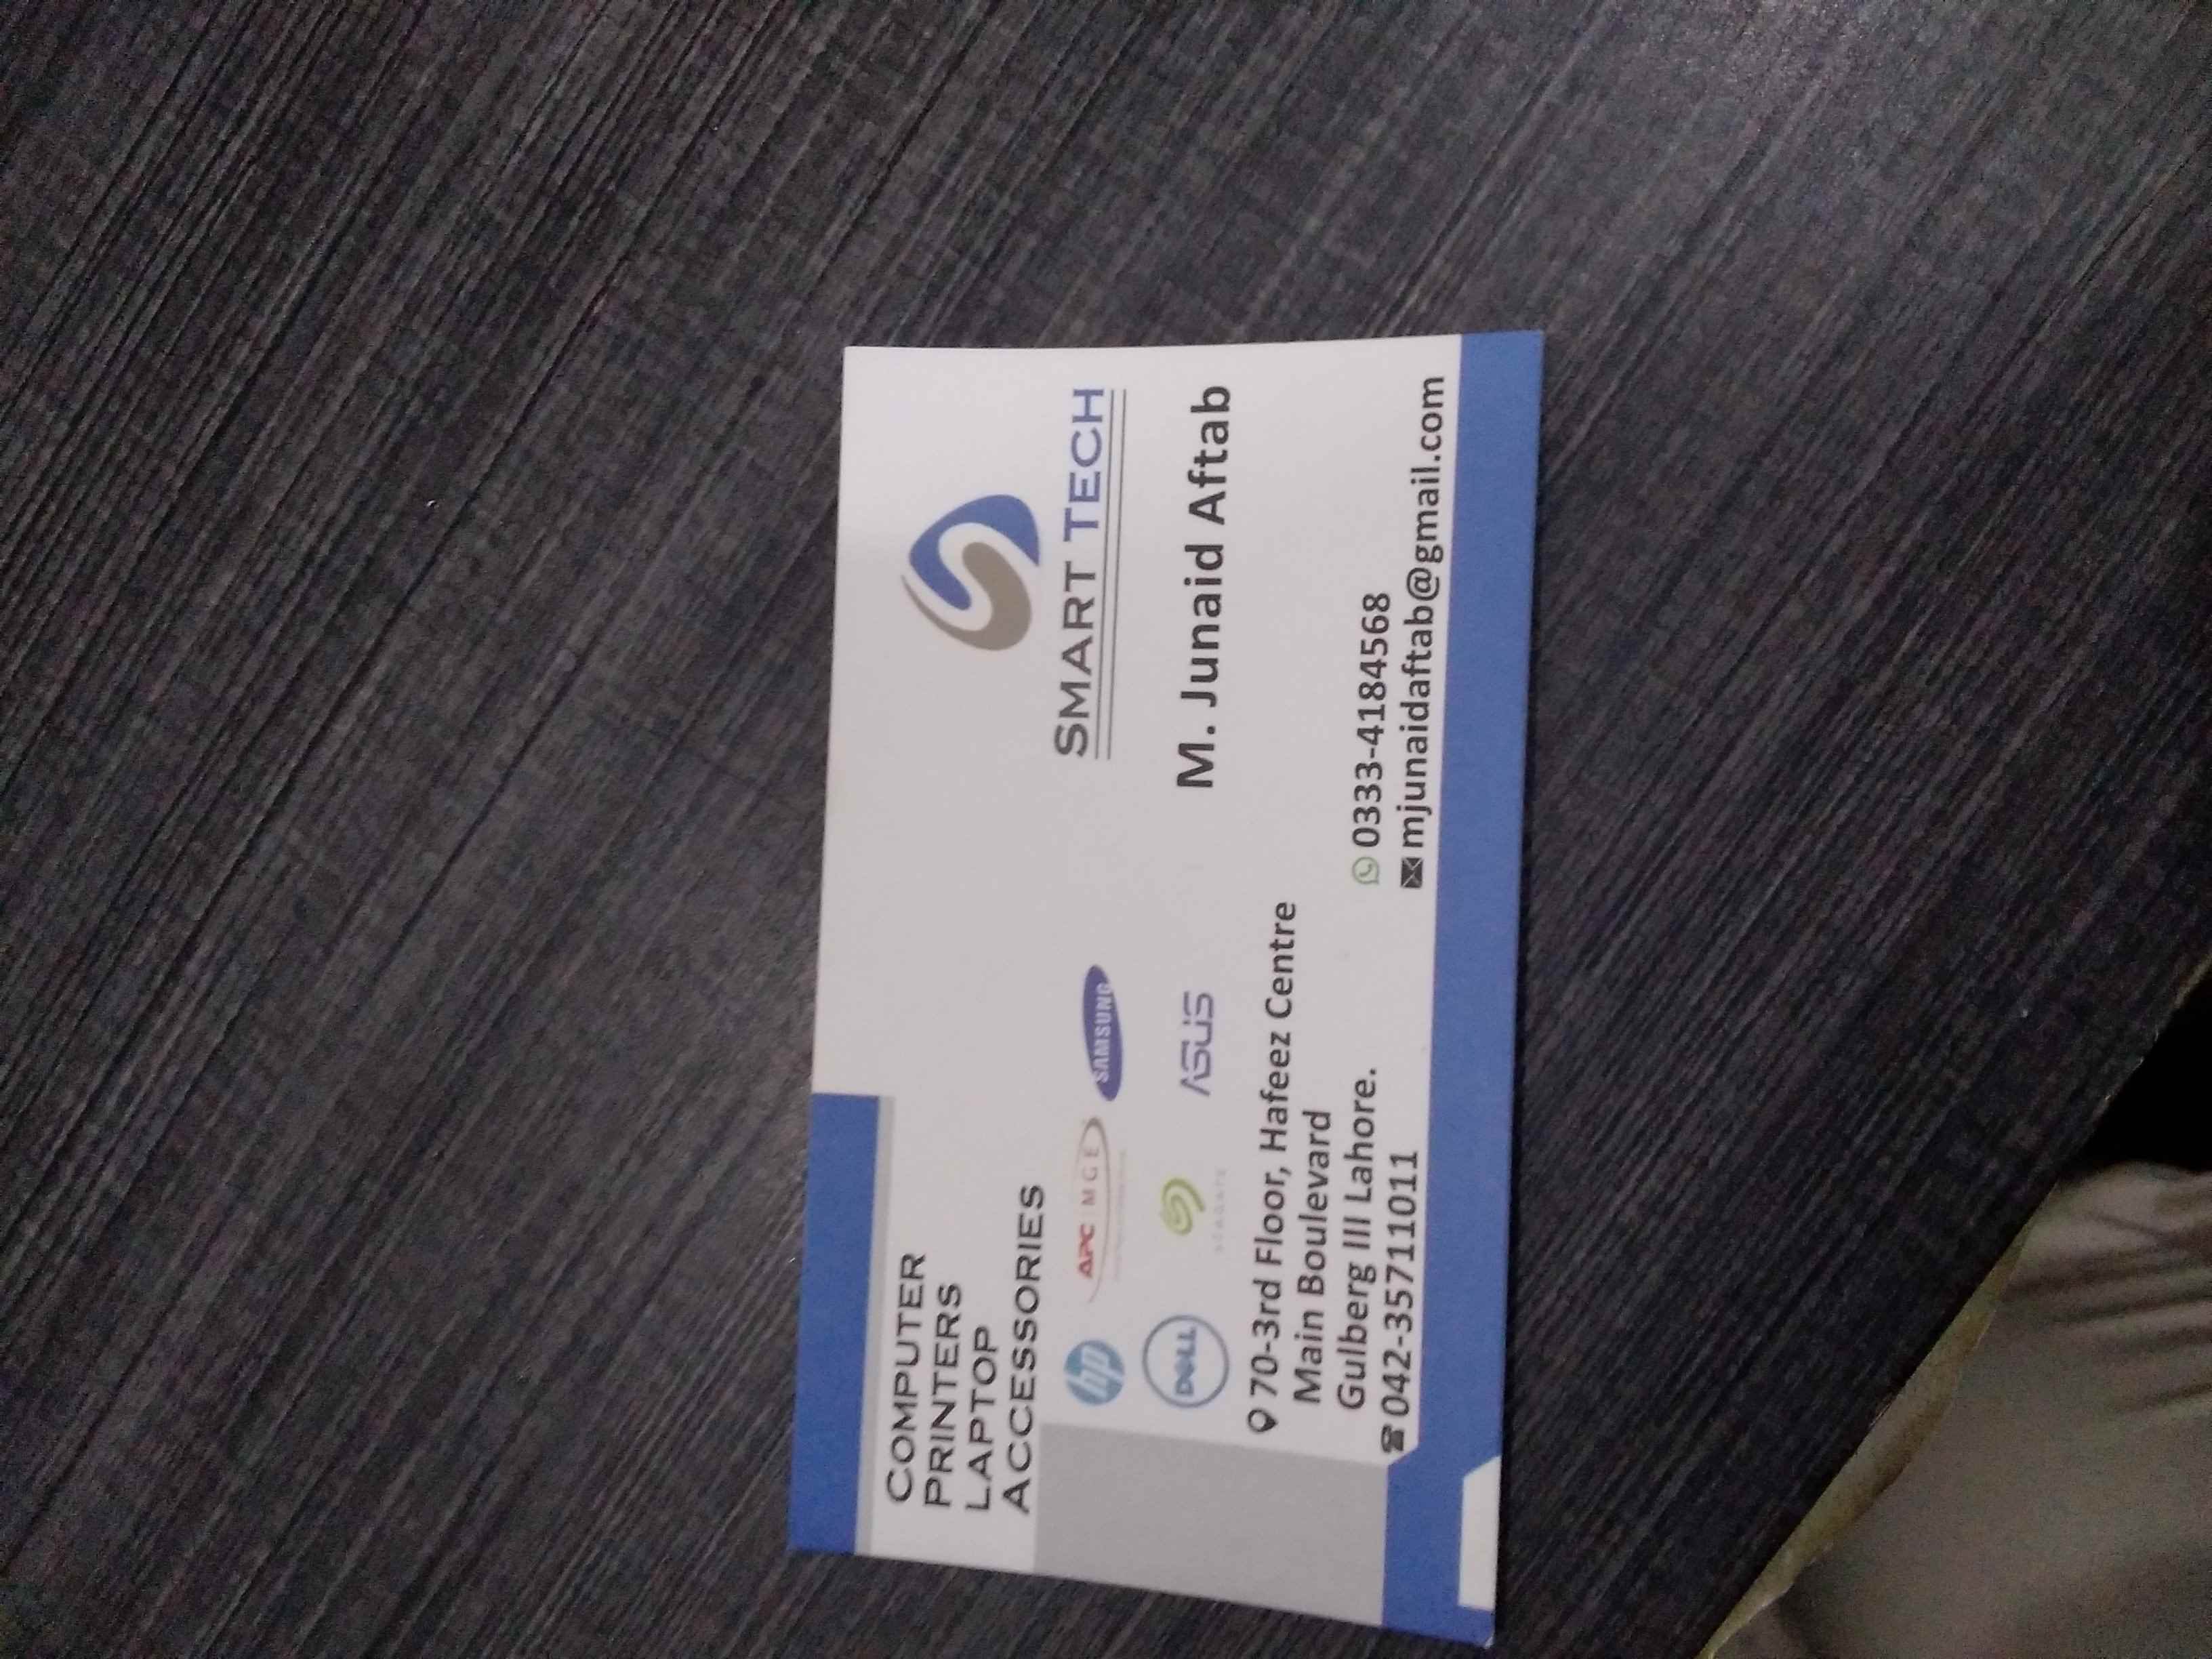 COMPUTER
PRINTERS
LAPTOP
ACCESSORIES
hp
APC MGE
SAMSUNG
DELL
SEAGATE
ASUS
70-3rd Floor, Hafeez Centre
Main Boulevard
Gulberg III Lahore.
042-35711011
SMART TECH
M. Junaid Aftab
0333-4184568
mjunaidaftab@gmail.com